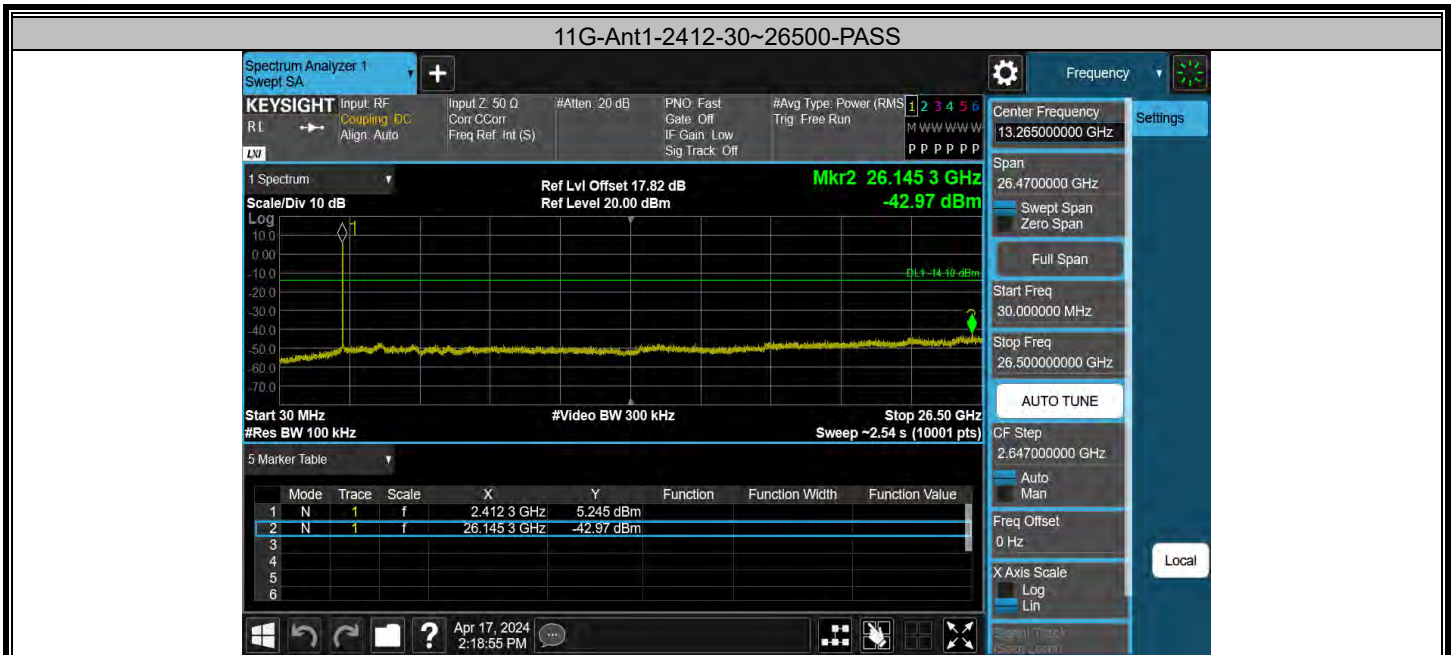 11G-Ant1-2412-30~26500-PASS
Spectrum Analyzer 1
Swept SA
+
Frequency
KEYSIGHT
RL
LXI
Input: RF
Coupling: DC
Align: Auto
Input Z: 50 Ω
Corr CCorr
Freq Ref: Int (S)
#Atten: 20 dB
PNO: Fast
Gate: Off
IF Gain: Low
Sig Track: Off
#Avg Type: Power (RMS
Trig: Free Run
1 2 3 4 5 6
M W W W W W
P P P P P P
1 Spectrum
Scale/Div 10 dB
Ref Lvl Offset 17.82 dB
Ref Level 20.00 dBm
Mkr2 26.145 3 GHz
-42.97 dBm
Log
10.0
0.00
-10.0
-20.0
-30.0
-40.0
-50.0
-60.0
-70.0
1
DL1 -14.10 dBm
2
Start 30 MHz
#Video BW 300 kHz
Stop 26.50 GHz
#Res BW 100 kHz
Sweep ~2.54 s (10001 pts)
5 Marker Table
Mode Trace Scale X Y Function Function Width Function Value
1 N 1 f 2.412 3 GHz 5.245 dBm
2 N 1 f 26.145 3 GHz -42.97 dBm
3
4
5
6
Apr 17, 2024
2:18:55 PM
Center Frequency
13.265000000 GHz
Settings
Span
26.4700000 GHz
Swept Span
Zero Span
Full Span
Start Freq
30.000000 MHz
Stop Freq
26.500000000 GHz
AUTO TUNE
CF Step
2.647000000 GHz
Auto
Man
Freq Offset
0 Hz
X Axis Scale
Log
Lin
Signal Track
(Span Zoom)
Local